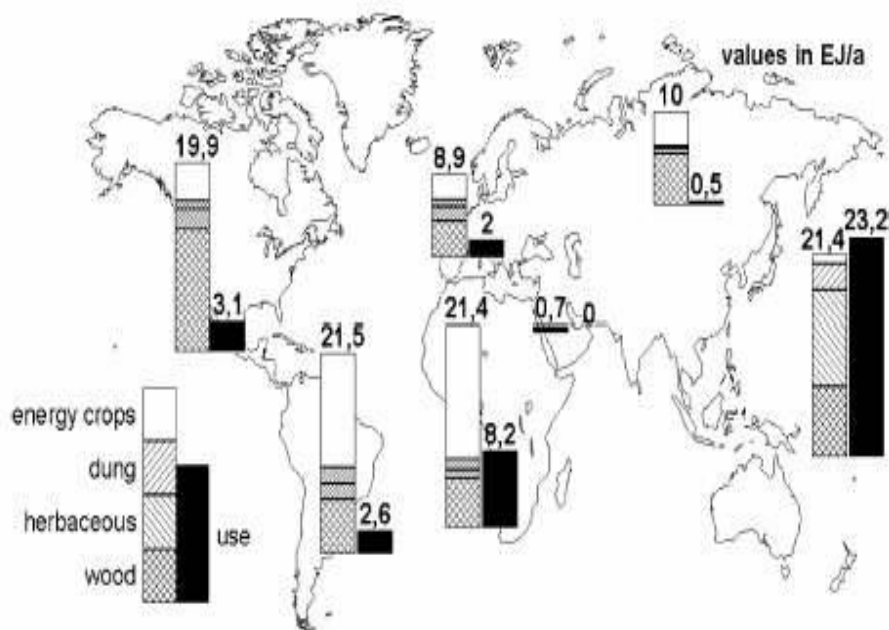 values in EJ/a
10
0,5
19,9
3,1
8,9
2
21,4
23,2
21,5
2,6
21,4
8,2
0,7
0
energy crops
dung
herbaceous
wood
use